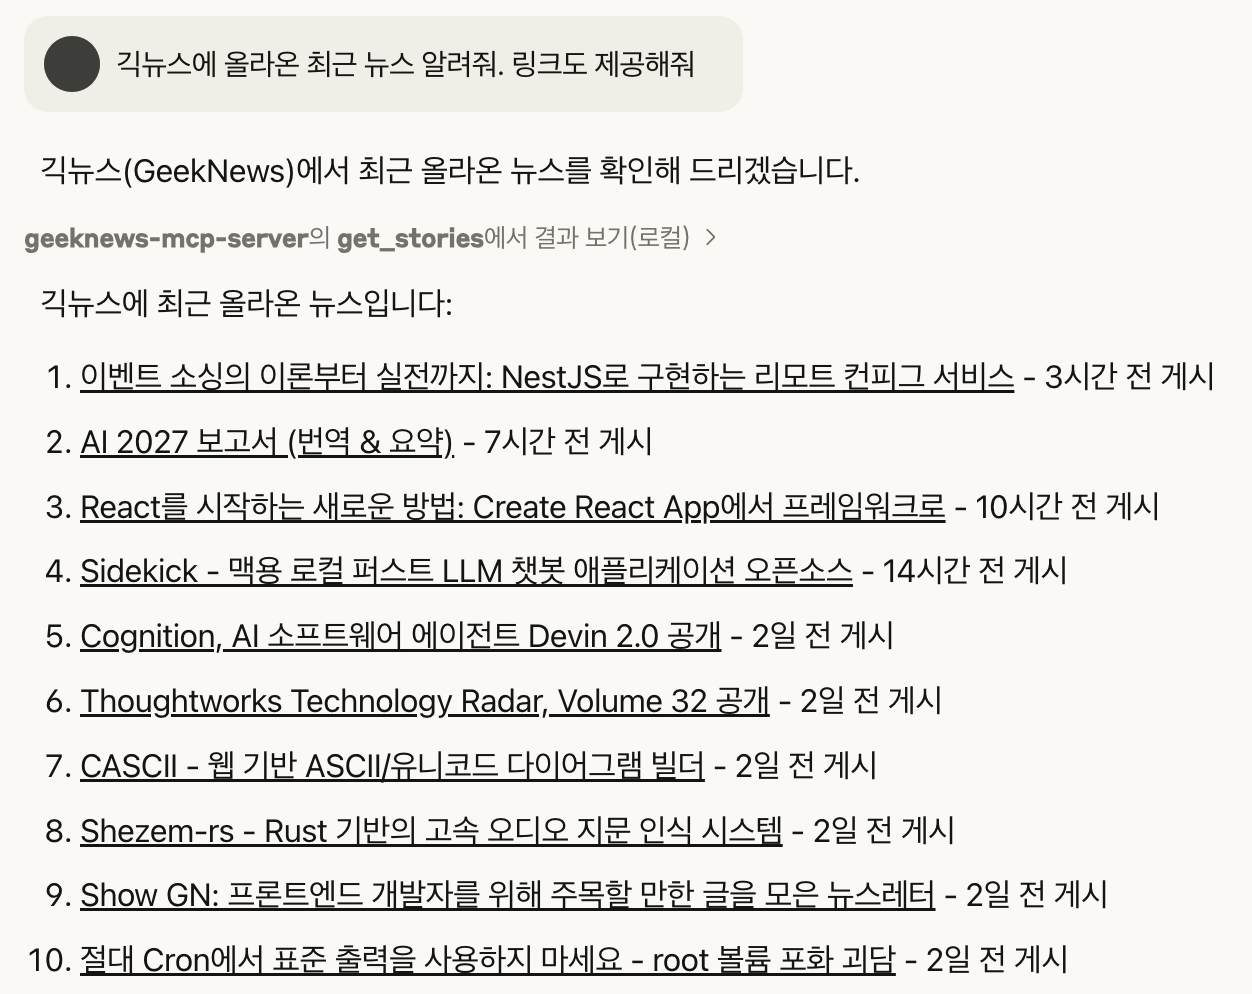 긱뉴스에 올라온 최근 뉴스 알려줘. 링크도 제공해줘
긱뉴스(GeekNews)에서 최근 올라온 뉴스를 확인해 드리겠습니다.
geeknews-mcp-server의 get_stories에서 결과 보기(로컬)
긱뉴스에 최근 올라온 뉴스입니다:
1. 이벤트 소싱의 이론부터 실전까지: NestJS로 구현하는 리모트 컨피그 서비스 - 3시간 전 게시
2. AI 2027 보고서 (번역 & 요약) - 7시간 전 게시
3. React를 시작하는 새로운 방법: Create React App에서 프레임워크로 - 10시간 전 게시
4. Sidekick - 맥용 로컬 퍼스트 LLM 챗봇 애플리케이션 오픈소스 - 14시간 전 게시
5. Cognition, AI 소프트웨어 에이전트 Devin 2.0 공개 - 2일 전 게시
6. Thoughtworks Technology Radar, Volume 32 공개 - 2일 전 게시
7. CASCII - 웹 기반 ASCII/유니코드 다이어그램 빌더 - 2일 전 게시
8. Shezem-rs - Rust 기반의 고속 오디오 지문 인식 시스템 - 2일 전 게시
9. Show GN: 프론트엔드 개발자를 위해 주목할 만한 글을 모은 뉴스레터 - 2일 전 게시
10. 절대 Cron에서 표준 출력을 사용하지 마세요 - root 볼륨 포화 괴담 - 2일 전 게시